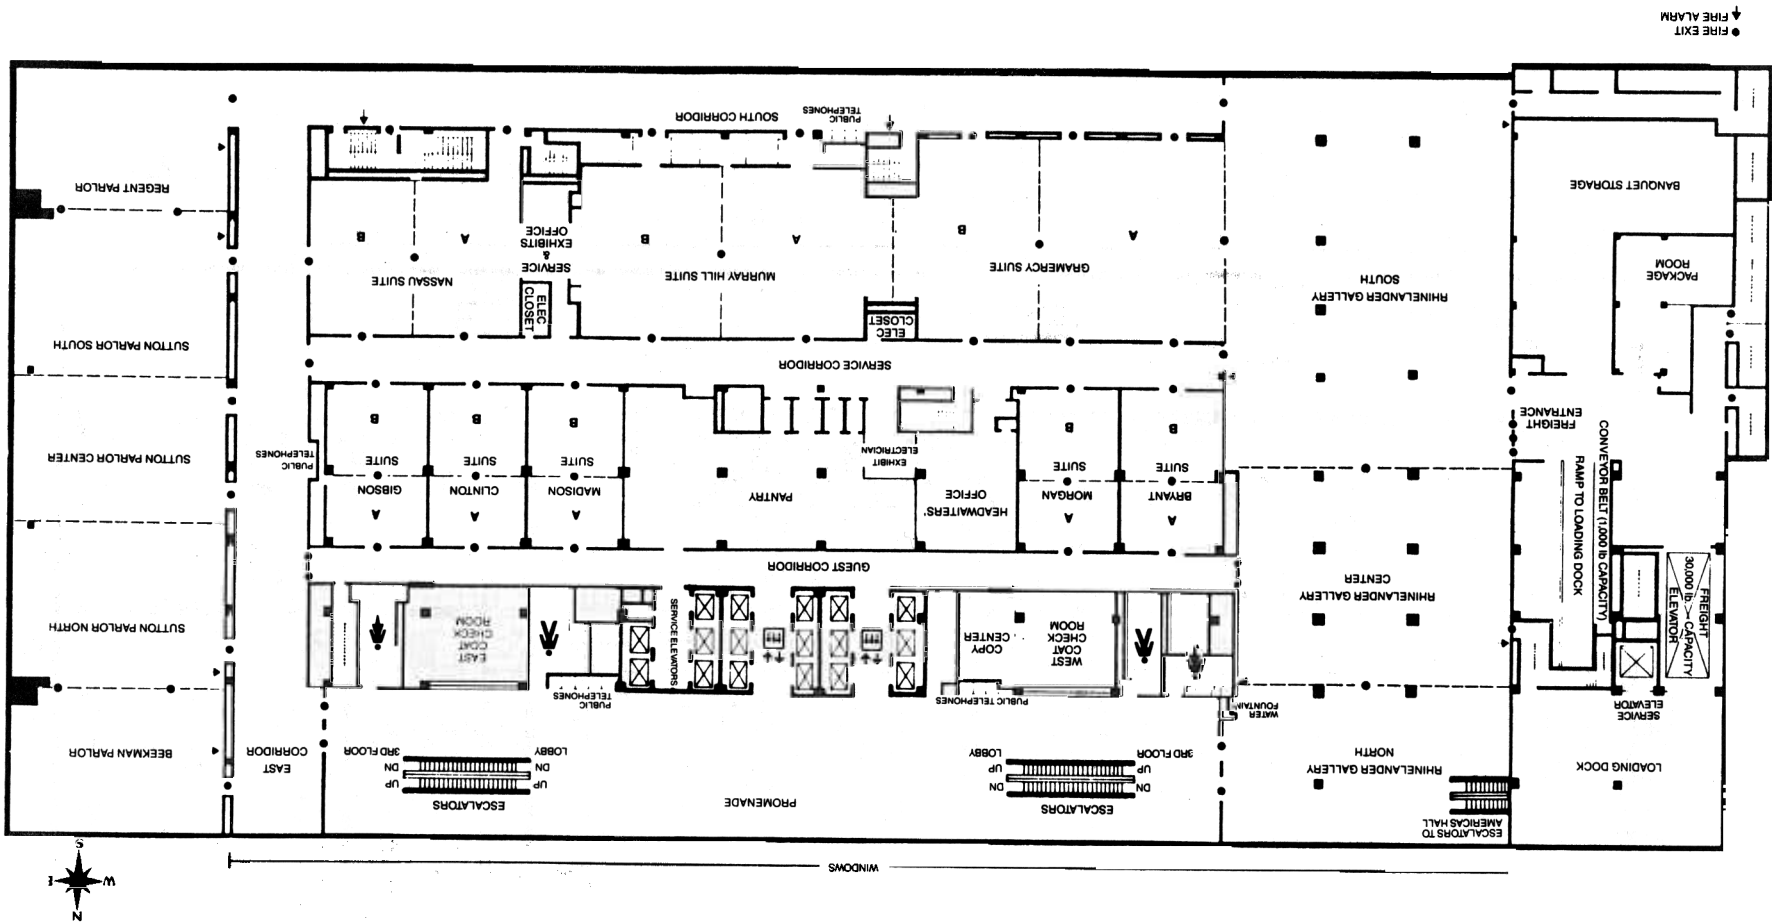 N
W E
S
WINDOWS
ESCALATORS TO
AMERICAS HALL
ESCALATORS
DN
UP
DN
UP
3RD FLOOR
LOBBY
PROMENADE
ESCALATORS
UP
DN
UP
DN
LOBBY
3RD FLOOR
LOADING DOCK
RHINELANDER GALLERY
NORTH
EAST
CORRIDOR
BEEKMAN PARLOR
SERVICE
ELEVATOR
WATER
FOUNTAIN
PUBLIC TELEPHONES
PUBLIC
TELEPHONES
FREIGHT
30,000 lb. CAPACITY
ELEVATOR
CONVEYOR BELT (1,000 lb CAPACITY)
RAMP TO LOADING DOCK
WEST
COAT
CHECK
ROOM
COPY
CENTER
SERVICE ELEVATORS
EAST
COAT
CHECK
ROOM
SUTTON PARLOR NORTH
RHINELANDER GALLERY
CENTER
GUEST CORRIDOR
A
BRYANT
SUITE
B
A
MORGAN
SUITE
B
HEADWAITERS'
OFFICE
EXHIBIT
ELECTRICIAN
PANTRY
A
MADISON
SUITE
B
A
CLINTON
SUITE
B
A
GIBSON
SUITE
B
PUBLIC
TELEPHONES
SUTTON PARLOR CENTER
FREIGHT
ENTRANCE
SERVICE CORRIDOR
SUTTON PARLOR SOUTH
PACKAGE
ROOM
RHINELANDER GALLERY
SOUTH
ELEC
CLOSET
ELEC
CLOSET
GRAMERCY SUITE
A
B
MURRAY HILL SUITE
A
B
SERVICE
&
EXHIBITS
OFFICE
NASSAU SUITE
A
B
BANQUET STORAGE
REGENT PARLOR
PUBLIC
TELEPHONES
SOUTH CORRIDOR
FIRE EXIT
FIRE ALARM